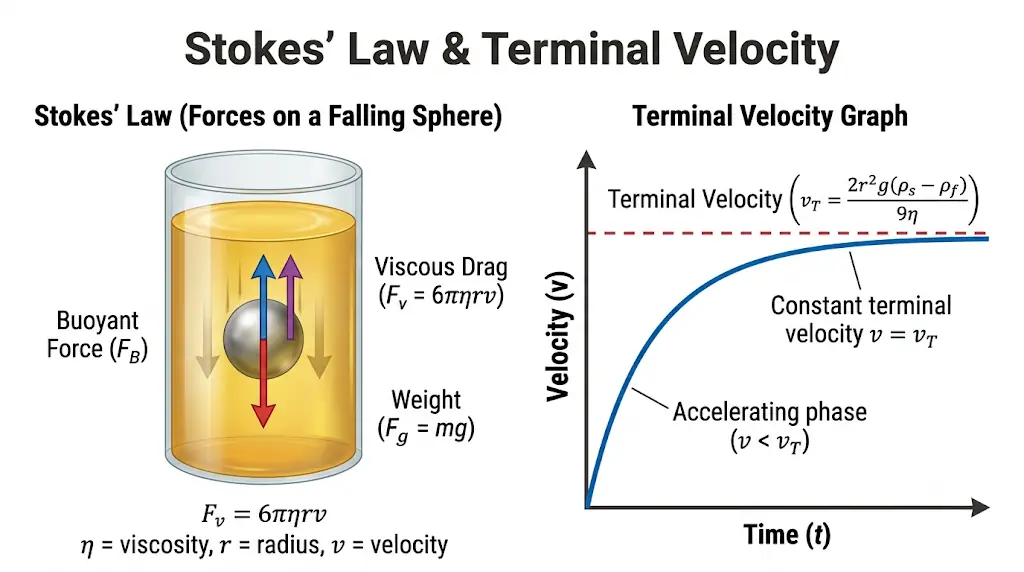 Stokes’ Law & Terminal Velocity
Stokes’ Law (Forces on a Falling Sphere)
Buoyant
Force (F_B)
Viscous Drag
(F_v = 6πηrv)
Weight
(F_g = mg)
F_v = 6πηrv
η = viscosity, r = radius, v = velocity
Terminal Velocity Graph
Terminal Velocity (v_T = 2r²g(ρ_s − ρ_f)/9η)
Velocity (v)
Constant terminal
velocity v = v_T
Accelerating phase
(v < v_T)
Time (t)